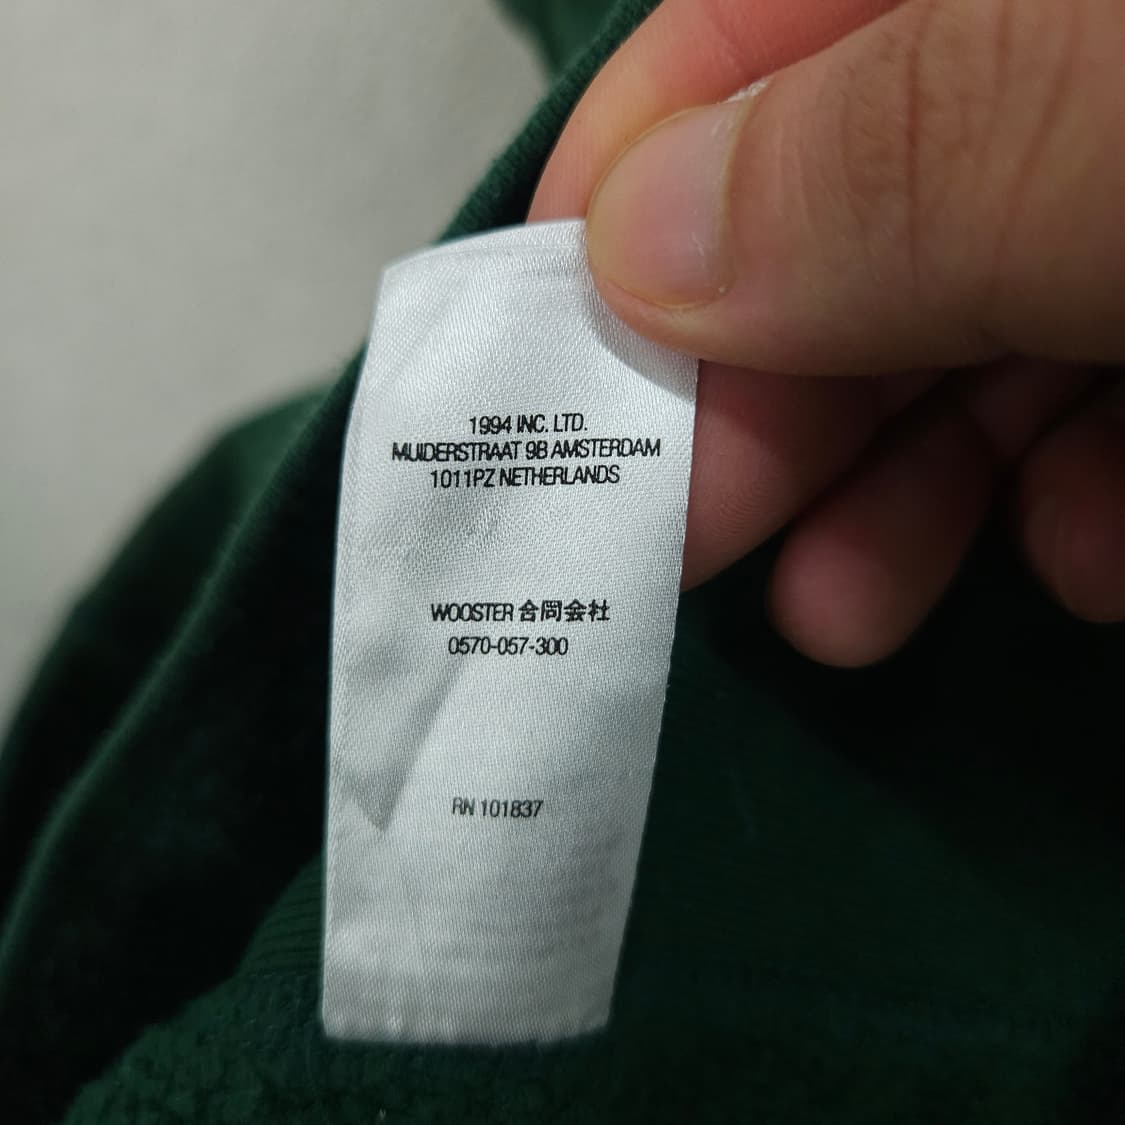 1994 INC. LTD.
MUIDERSTRAAT 9B AMSTERDAM
1011PZ NETHERLANDS
WOOSTER 合同会社
0570-057-300
RN 101837